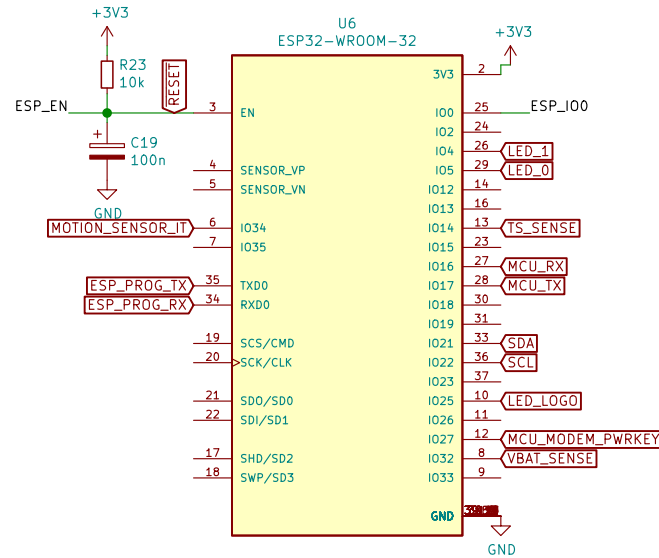 +3V3
U6
ESP32-WROOM-32
+3V3
R23
10k
RESET
ESP_EN
C19
100n
GND
3 EN
4 SENSOR_VP
5 SENSOR_VN
MOTION_SENSOR_IT 6 IO34
7 IO35
ESP_PROG_TX 35 TXD0
ESP_PROG_RX 34 RXD0
19 SCS/CMD
20 SCK/CLK
21 SDO/SD0
22 SDI/SD1
17 SHD/SD2
18 SWP/SD3
3V3 2
IO0 25 ESP_IO0
IO2 24
IO4 26 LED_1
IO5 29 LED_0
IO12 14
IO13 16
IO14 13 TS_SENSE
IO15 23
IO16 27 MCU_RX
IO17 28 MCU_TX
IO18 30
IO19 31
IO21 33 SDA
IO22 36 SCL
IO23 37
IO25 10 LED_LOGO
IO26 11
IO27 12 MCU_MODEM_PWRKEY
IO32 8 VBAT_SENSE
IO33 9
GND
GND